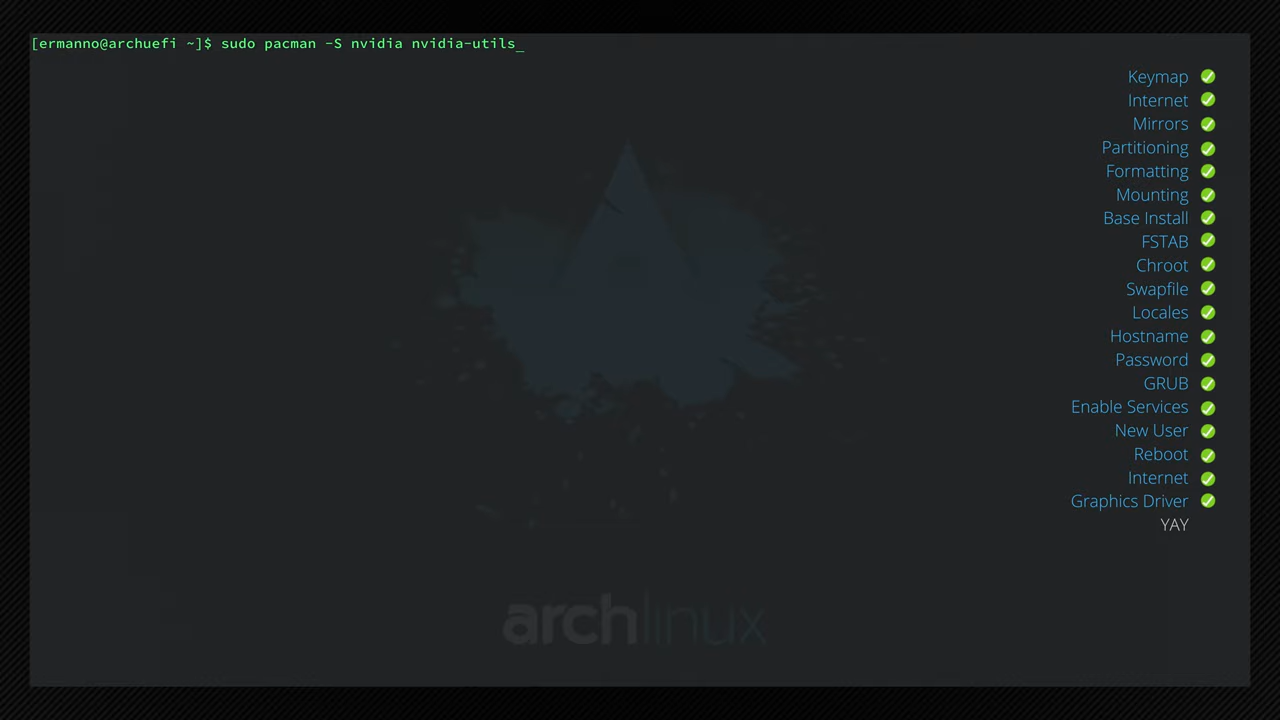 [ermanno@archuefi ~]$ sudo pacman -S nvidia nvidia-utils_
Keymap
Internet
Mirrors
Partitioning
Formatting
Mounting
Base Install
FSTAB
Chroot
Swapfile
Locales
Hostname
Password
GRUB
Enable Services
New User
Reboot
Internet
Graphics Driver
YAY
archlinux